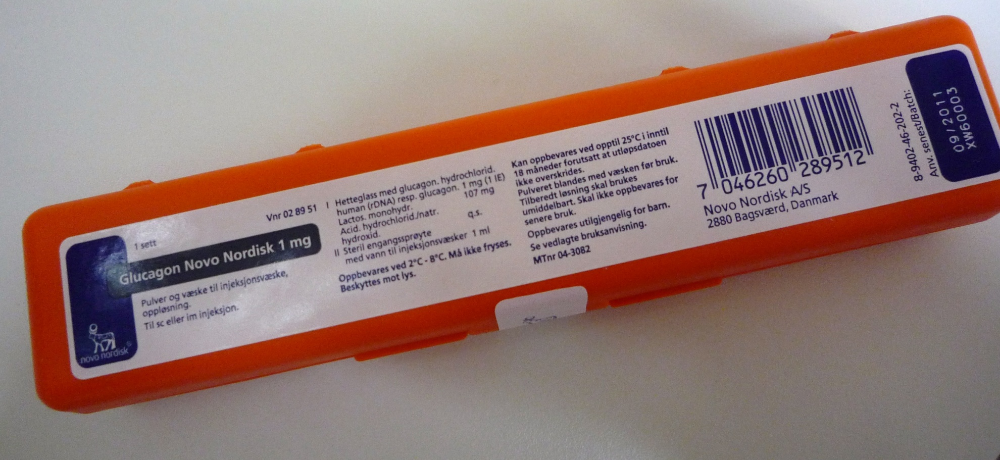 1 sett
Vnr 02 89 51
Glucagon Novo Nordisk 1 mg
Pulver og væske til injeksjonsvæske,
oppløsning.
Til sc eller im injeksjon.
novo nordisk®
I Hetteglass med glucagon. hydrochlorid.
human (rDNA) resp. glucagon. 1 mg (1 IE)
Lactos. monohydr. 107 mg
Acid. hydrochlorid./natr.
hydroxid. q.s.
II Steril engangssprøyte
med vann til injeksjonsvæsker 1 ml
Oppbevares ved 2°C - 8°C. Må ikke fryses.
Beskyttes mot lys.
Kan oppbevares ved opptil 25°C i inntil
18 måneder forutsatt at utløpsdatoen
ikke overskrides.
Pulveret blandes med væsken før bruk.
Tilberedt løsning skal brukes
umiddelbart. Skal ikke oppbevares for
senere bruk.
Oppbevares utilgjengelig for barn.
Se vedlagte bruksanvisning.
MTnr 04-3082
7 046260 289512
Novo Nordisk A/S
2880 Bagsværd, Danmark
8-9402-46-202-2
Anv. senest/Batch:
09/2011
XW60003